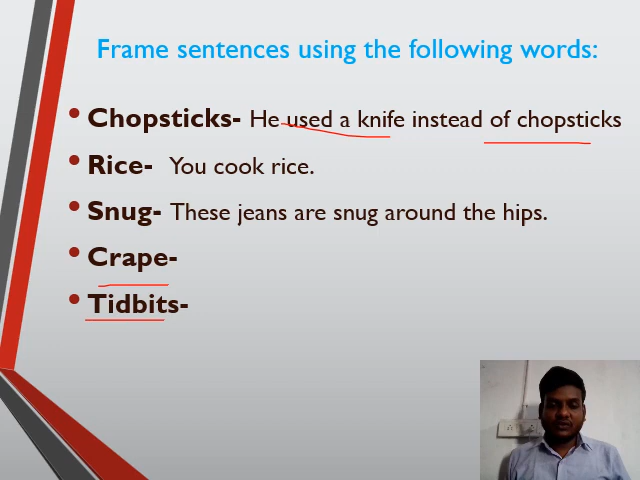 Frame sentences using the following words:
• Chopsticks- He used a knife instead of chopsticks
• Rice- You cook rice.
• Snug- These jeans are snug around the hips.
• Crape-
• Tidbits-